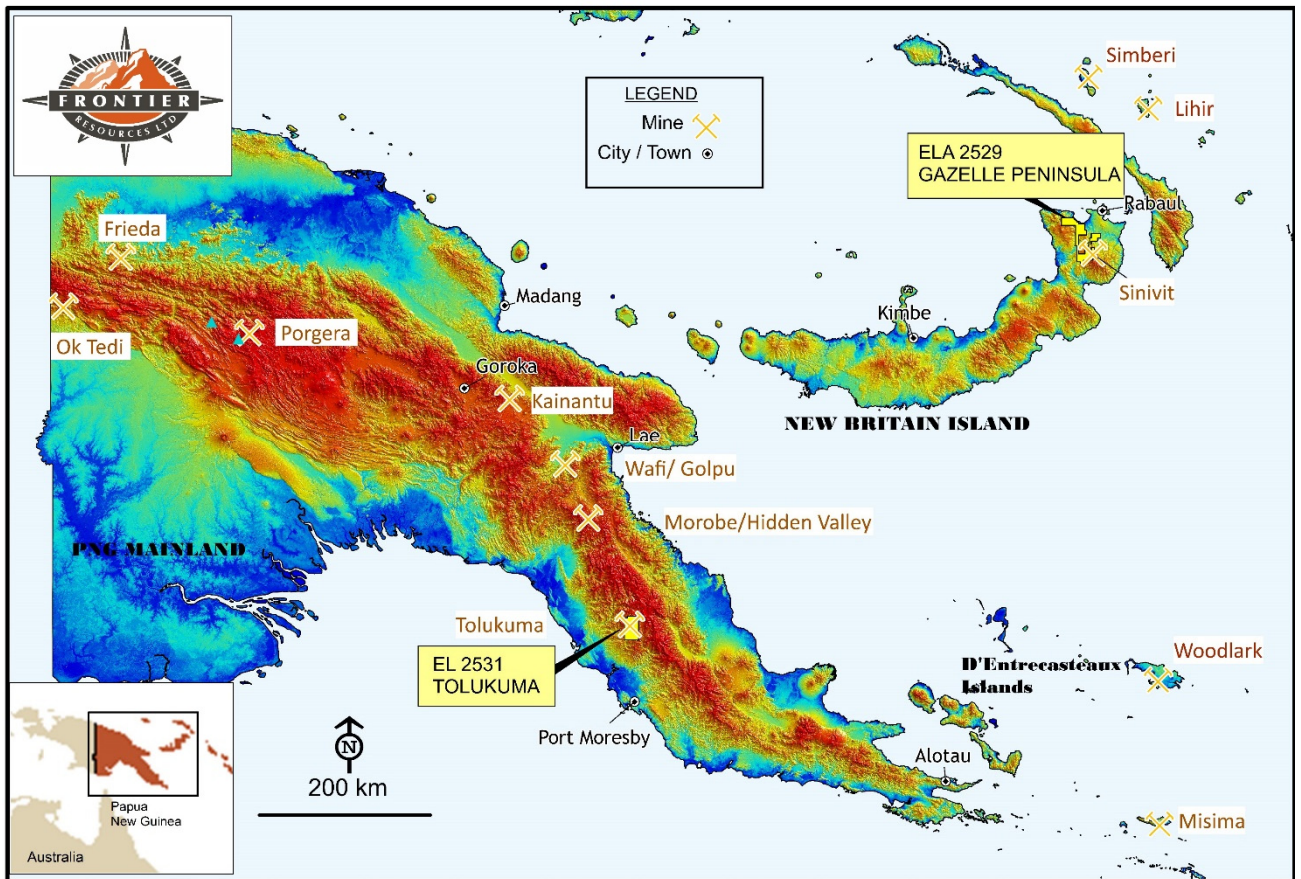 FRONTIER
RESOURCES LTD
LEGEND
Mine
City / Town
Simberi
Lihir
ELA 2529
GAZELLE PENINSULA
Rabaul
Frieda
Sinivit
Madang
Ok Tedi
Porgera
Kimbe
Goroka
Kainantu
NEW BRITAIN ISLAND
Lae
Wafi/ Golpu
Morobe/Hidden Valley
PNG MAINLAND
Tolukuma
EL 2531
TOLUKUMA
D'Entrecasteaux
Islands
Woodlark
Port Moresby
N
200 km
Alotau
Misima
Papua
New Guinea
Australia